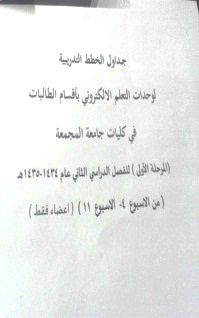 جداول الخطط التدريبية
لوحدات التعلم الالكتروني بأقسام الطالبات
في كليات جامعة المجمعة
(المرحلة الأولى) للفصل الدراسي الثاني عام ١٤٣٤-١٤٣٥هـ
( من الاسبوع ٤- الاسبوع ١١ ) ( اعضاء فقط )